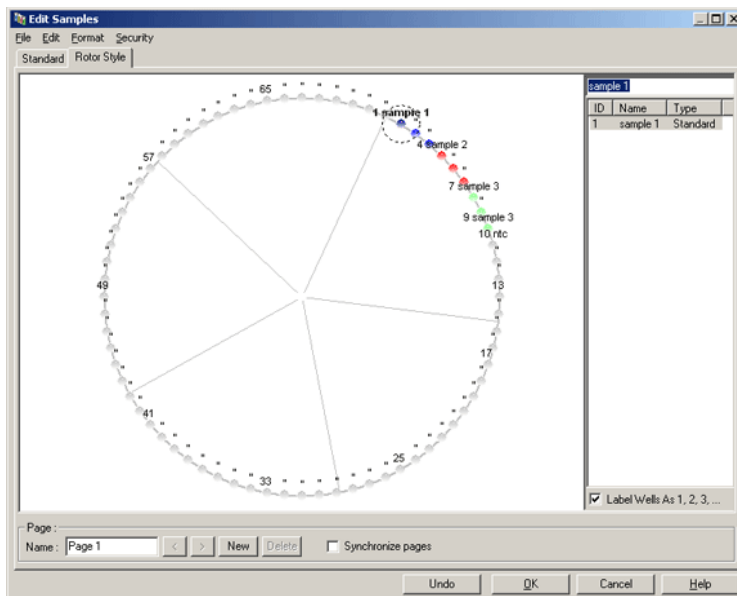 Edit Samples
File Edit Format Security
Standard Rotor Style
sample 1
ID Name Type
1 sample 1 Standard
65
1 sample 1
4 sample 2
57
7 sample 3
9 sample 3
10 ntc
49
13
17
41
25
33
Label Wells As 1, 2, 3, ...
Page :
Name : Page 1 < > New Delete Synchronize pages
Undo OK Cancel Help